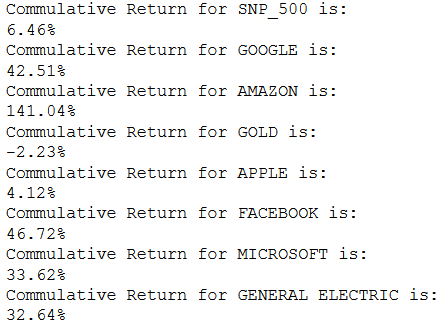 Commulative Return for SNP_500 is:
6.46%
Commulative Return for GOOGLE is:
42.51%
Commulative Return for AMAZON is:
141.04%
Commulative Return for GOLD is:
-2.23%
Commulative Return for APPLE is:
4.12%
Commulative Return for FACEBOOK is:
46.72%
Commulative Return for MICROSOFT is:
33.62%
Commulative Return for GENERAL ELECTRIC is:
32.64%